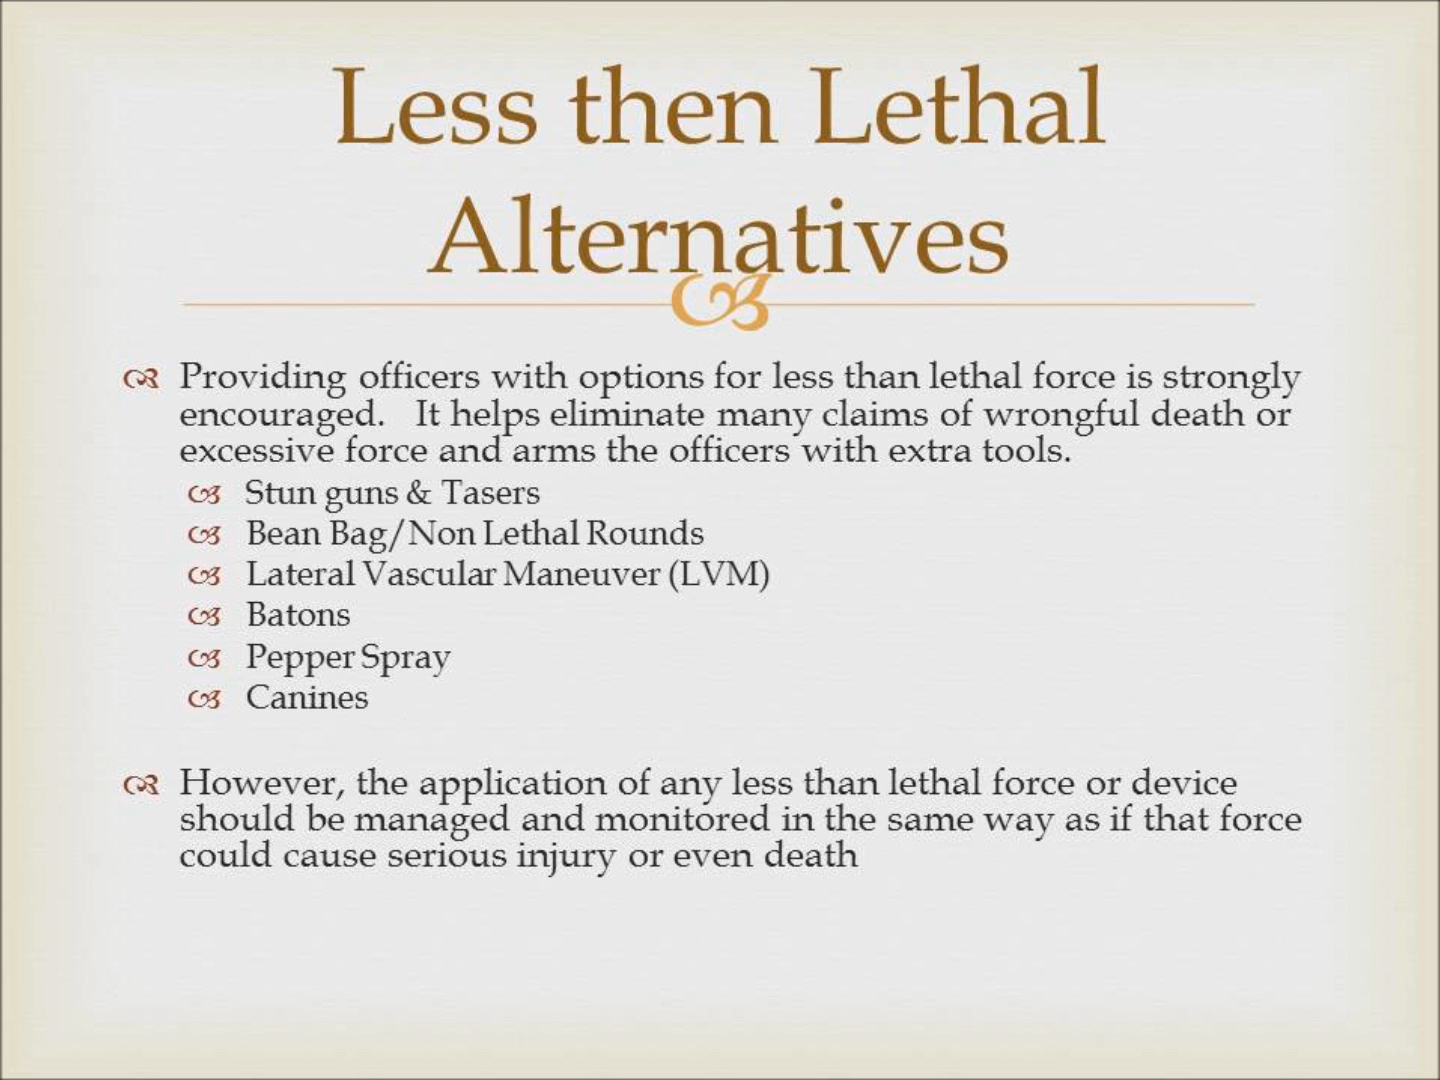 Less then Lethal
Alternatives
Providing officers with options for less than lethal force is strongly
encouraged.   It helps eliminate many claims of wrongful death or
excessive force and arms the officers with extra tools.
Stun guns & Tasers
Bean Bag/Non Lethal Rounds
Lateral Vascular Maneuver (LVM)
Batons
Pepper Spray
Canines
However, the application of any less than lethal force or device
should be managed and monitored in the same way as if that force
could cause serious injury or even death